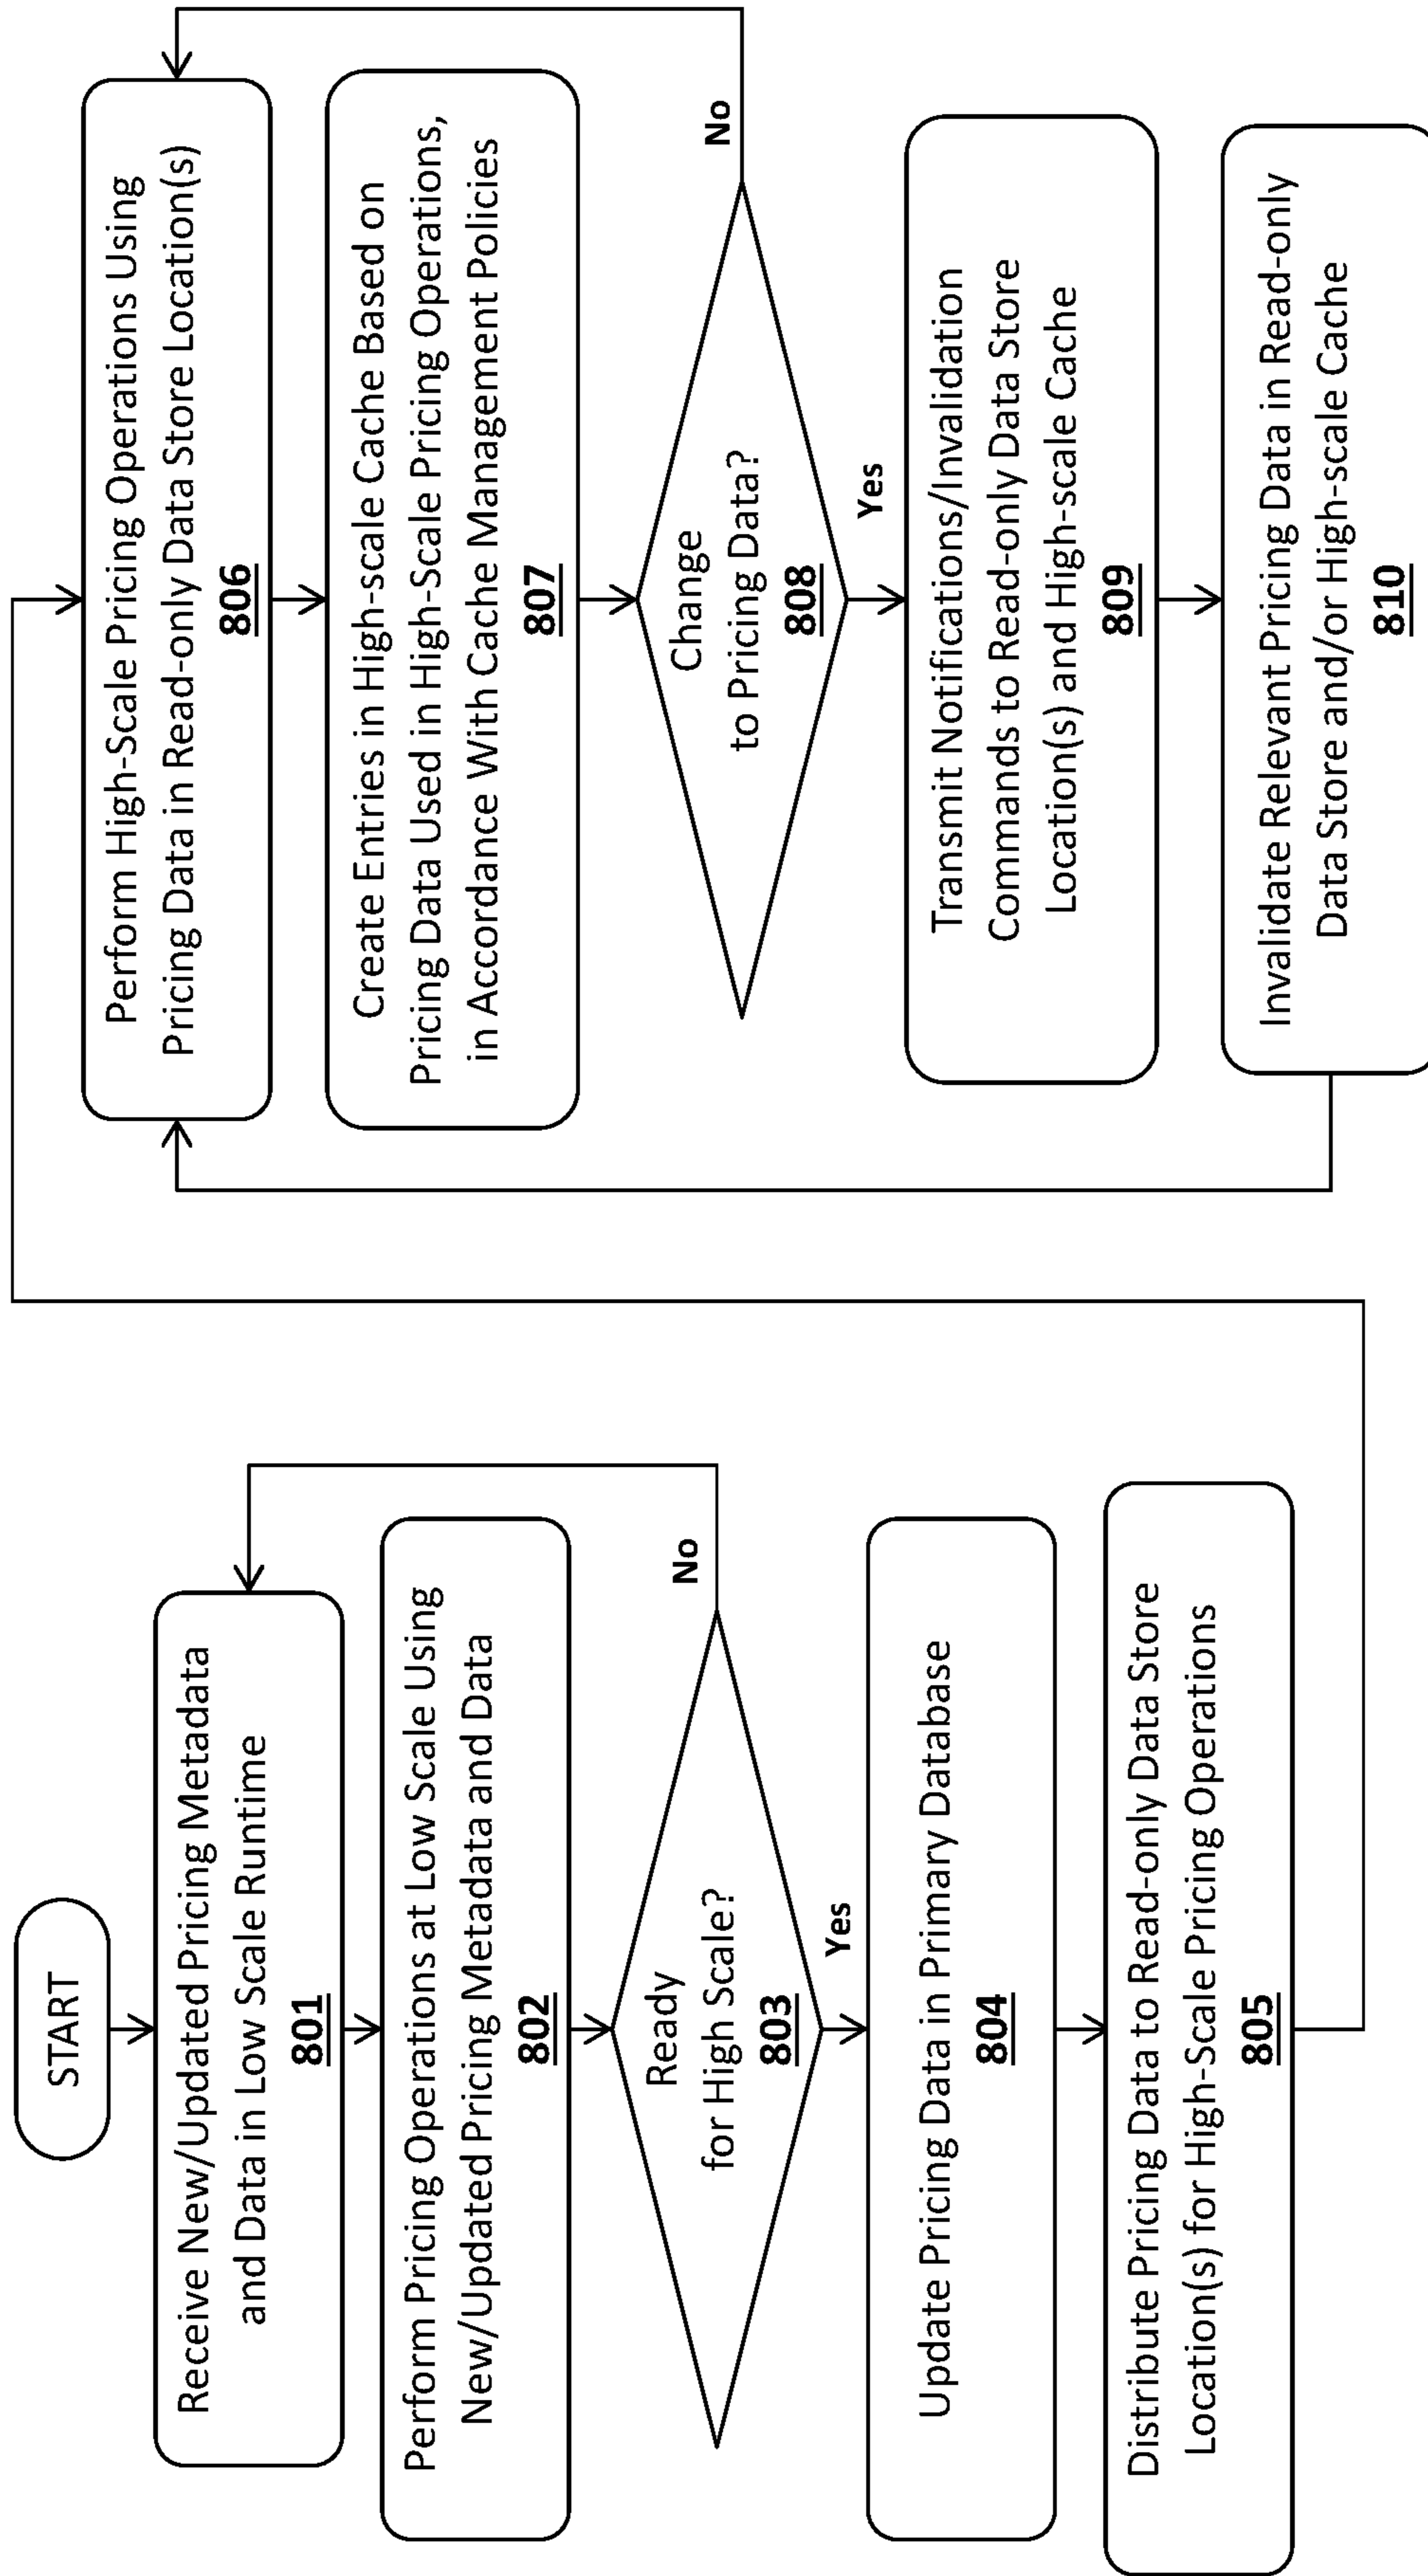 START
Receive New/Updated Pricing Metadata
and Data in Low Scale Runtime
801
Perform Pricing Operations at Low Scale Using
New/Updated Pricing Metadata and Data
802
Ready
for High Scale?
803
No
Yes
Update Pricing Data in Primary Database
804
Distribute Pricing Data to Read-only Data Store
Location(s) for High-Scale Pricing Operations
805
Perform High-Scale Pricing Operations Using
Pricing Data in Read-only Data Store Location(s)
806
Create Entries in High-scale Cache Based on
Pricing Data Used in High-Scale Pricing Operations,
in Accordance With Cache Management Policies
807
Change
to Pricing Data?
808
No
Yes
Transmit Notifications/Invalidation
Commands to Read-only Data Store
Location(s) and High-scale Cache
809
Invalidate Relevant Pricing Data in Read-only
Data Store and/or High-scale Cache
810